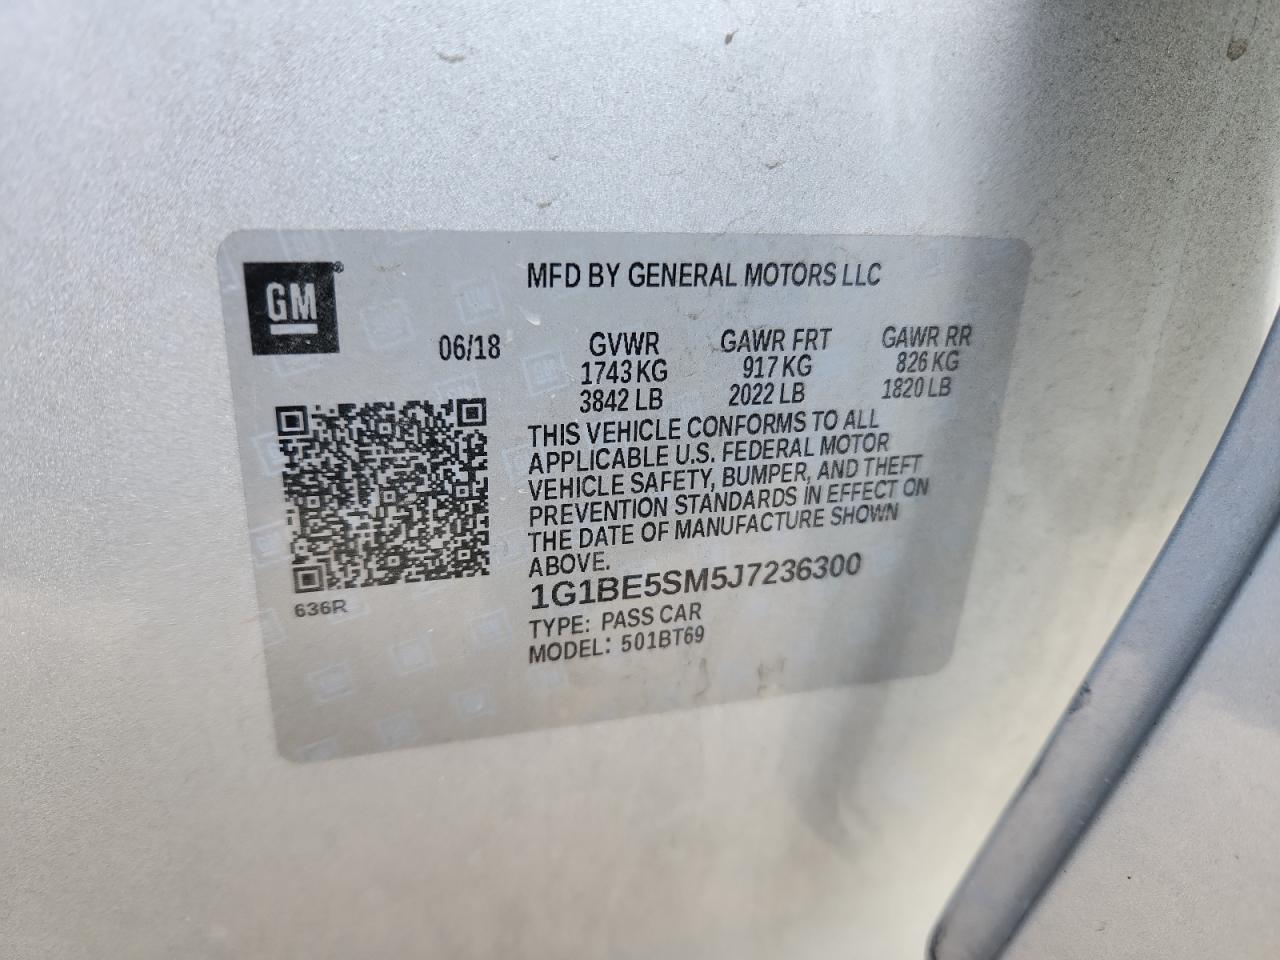 GM®
MFD BY GENERAL MOTORS LLC
06/18 GVWR GAWR FRT GAWR RR
1743 KG 917 KG 826 KG
3842 LB 2022 LB 1820 LB
THIS VEHICLE CONFORMS TO ALL
APPLICABLE U.S. FEDERAL MOTOR
VEHICLE SAFETY, BUMPER, AND THEFT
PREVENTION STANDARDS IN EFFECT ON
THE DATE OF MANUFACTURE SHOWN
ABOVE.
1G1BE5SM5J7236300
636R
TYPE: PASS CAR
MODEL: 501BT69